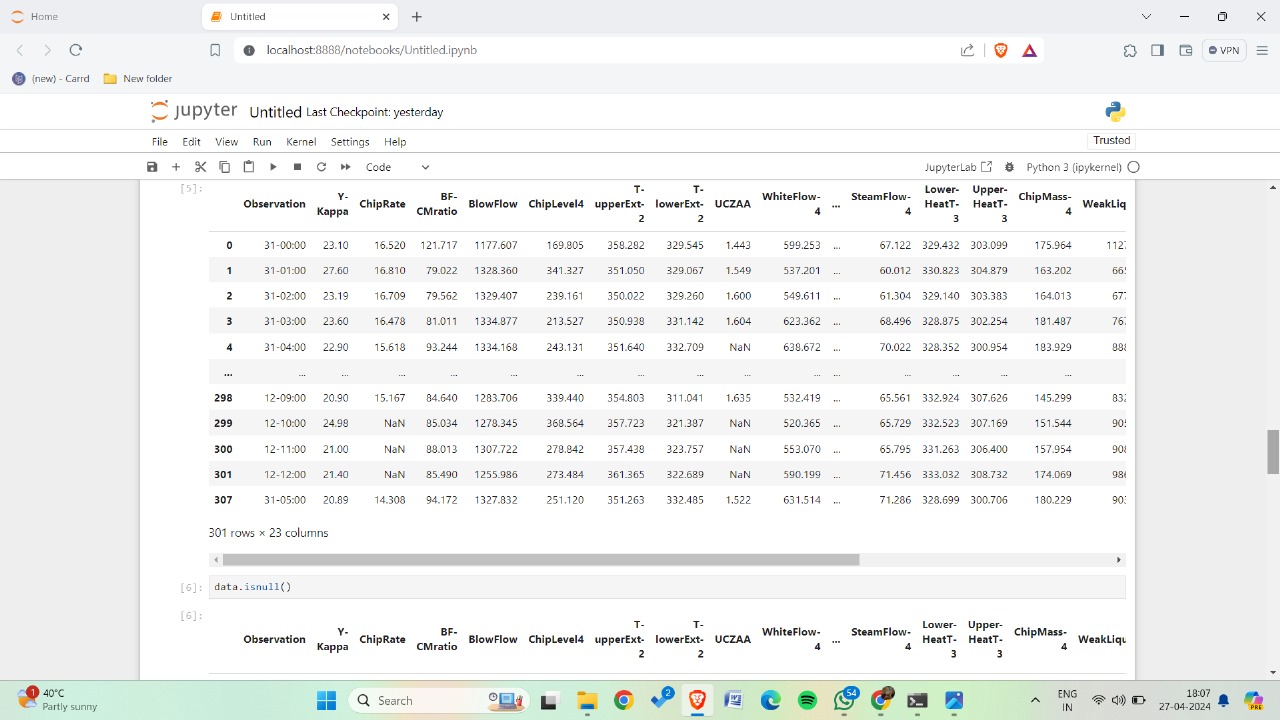 Home
Untitled
localhost:8888/notebooks/Untitled.ipynb
VPN
(new) - Carrd New folder
jupyter Untitled Last Checkpoint: yesterday
File Edit View Run Kernel Settings Help Trusted
Code JupyterLab Python 3 (ipykernel)
[5]:
Observation Y-Kappa ChipRate BF-CMratio BlowFlow ChipLevel4 T-upperExt-2 T-lowerExt-2 UCZAA WhiteFlow-4 ... SteamFlow-4 Lower-HeatT-3 Upper-HeatT-3 ChipMass-4 WeakLiq
0 31-00:00 23.10 16.520 121.717 1177.607 169.805 358.282 329.545 1.443 599.253 ... 67.122 329.432 303.099 175.964 112
1 31-01:00 27.60 16.810 79.022 1328.360 341.327 351.050 329.067 1.549 537.201 ... 60.012 330.823 304.879 163.202 66
2 31-02:00 23.19 16.709 79.562 1329.407 239.161 350.022 329.260 1.600 549.611 ... 61.304 329.140 303.383 164.013 67
3 31-03:00 23.60 16.478 81.011 1334.877 213.527 350.938 331.142 1.604 623.362 ... 68.496 328.875 302.254 181.487 76
4 31-04:00 22.90 15.618 93.244 1334.168 243.131 351.640 332.709 NaN 638.672 ... 70.022 328.352 300.954 183.929 88
... ... ... ... ... ... ... ... ... ... ... ... ... ... ... ...
298 12-09:00 20.90 15.167 84.640 1283.706 339.440 354.803 311.041 1.635 532.419 ... 65.561 332.924 307.626 145.299 83
299 12-10:00 24.98 NaN 85.034 1278.345 368.564 357.723 321.387 NaN 520.365 ... 65.729 332.523 307.169 151.544 90
300 12-11:00 21.00 NaN 88.013 1307.722 278.842 357.438 323.757 NaN 553.070 ... 65.795 331.263 306.400 157.954 90
301 12-12:00 21.40 NaN 85.490 1255.986 273.484 361.365 322.689 NaN 590.199 ... 71.456 333.032 308.732 174.069 98
307 31-05:00 20.89 14.308 94.172 1327.832 251.120 351.263 332.485 1.522 631.514 ... 71.286 328.699 300.706 180.229 90
301 rows × 23 columns
[6]: data.isnull()
[6]:
Observation Y-Kappa ChipRate BF-CMratio BlowFlow ChipLevel4 T-upperExt-2 T-lowerExt-2 UCZAA WhiteFlow-4 ... SteamFlow-4 Lower-HeatT-3 Upper-HeatT-3 ChipMass-4 WeakLiqu
1 40°C
Partly sunny
Search
2
54
ENG
IN
18:07
27-04-2024
PRE